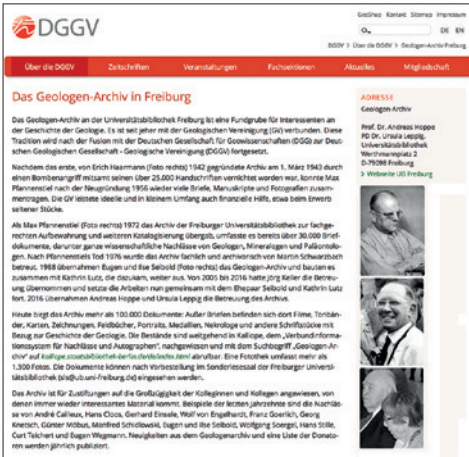 GeoShop Kontakt Sitemap Impressum
DGGV
DE EN
DGGV > Über die DGGV > Geologen-Archiv Freiburg
Über die DGGV Zeitschriften Veranstaltungen Fachsektionen Aktuelles Mitgliedschaft
Das Geologen-Archiv in Freiburg
Das Geologen-Archiv an der Universitätsbibliothek Freiburg ist eine Fundgrube für Interessenten an
der Geschichte der Geologie. Es ist seit jeher mit der Geologischen Vereinigung (GV) verbunden. Diese
Tradition wird nach der Fusion mit der Deutschen Gesellschaft für Geowissenschaften (DGG) zur Deut-
schen Geologischen Gesellschaft - Geologische Vereinigung (DGGV) fortgesetzt.
Nachdem das erste, von Erich Haarmann (Foto rechts) 1942 gegründete Archiv am 1. März 1943 durch
einen Bombenangriff mitsamt seinen über 25.000 Handschriften vernichtet worden war, konnte Max
Pfannenstiel nach der Neugründung 1956 wieder viele Briefe, Manuskripte und Fotografien zusam-
mentragen. Die GV leistete ideelle und in kleinem Umfang auch finanzielle Hilfe, etwa beim Erwerb
seltener Stücke.
Als Max Pfannenstiel (Foto rechts) 1972 das Archiv der Freiburger Universitätsbibliothek zur fachge-
rechten Aufbewahrung und weiteren Katalogisierung übergab, umfasste es bereits über 30.000 Brief-
dokumente, darunter ganze wissenschaftliche Nachlässe von Geologen, Mineralogen und Paläontolo-
gen. Nach Pfannenstiels Tod 1976 wurde das Archiv fachlich und archivarisch von Martin Schwarzbach
betreut. 1988 übernahmen Eugen und Ilse Seibold (Foto rechts) das Geologen-Archiv und bauten es
zusammen mit Kathrin Lutz, die dazukam, weiter aus. Von 2005 bis 2016 hatte Jörg Keller die Betreu-
ung übernommen und setzte die Arbeiten nun gemeinsam mit dem Ehepaar Seibold und Kathrin Lutz
fort. 2016 übernahmen Andreas Hoppe und Ursula Leppig die Betreuung des Archivs.
Heute birgt das Archiv mehr als 100.000 Dokumente: Außer Briefen befinden sich dort Filme, Tonbän-
der, Karten, Zeichnungen, Feldbücher, Portraits, Medaillen, Nekrologe und andere Schriftstücke mit
Bezug zur Geschichte der Geologie. Die Bestände sind weitgehend in Kalliope, dem „Verbundinforma-
tionssystem für Nachlässe und Autographen“, nachgewiesen und mit dem Suchbegriff „Geologen-Ar-
chiv“ auf kalliope.staatsbibliothek-berlin.de/de/index.html abrufbar. Eine Fotothek umfasst mehr als
1.300 Fotos. Die Dokumente können nach Vorbestellung im Sonderlesesaal der Freiburger Universi-
tätsbibliothek (sls@ub.uni-freiburg.de) eingesehen werden.
Das Archiv ist für Zustiftungen auf die Großzügigkeit der Kolleginnen und Kollegen angewiesen, von
denen immer wieder interessantes Material kommt. Beispiele der letzten Jahrzehnte sind die Nachläs-
se von André Cailleux, Hans Cloos, Gerhard Einsele, Wolf von Engelhardt, Franz Goerlich, Georg
Knetsch, Günter Möbus, Manfred Schidlowski, Eugen und Ilse Seibold, Wolfgang Soergel, Hans Stille,
Curt Teichert und Eugen Wegmann. Neuigkeiten aus dem Geologenarchiv und eine Liste der Donato-
ren werden jährlich publiziert.
ADRESSE
Geologen-Archiv
Prof. Dr. Andreas Hoppe
PD Dr. Ursula Leppig,
Universitätsbibliothek
Werthmannplatz 2
D-79098 Freiburg
> Webseite UB Freiburg